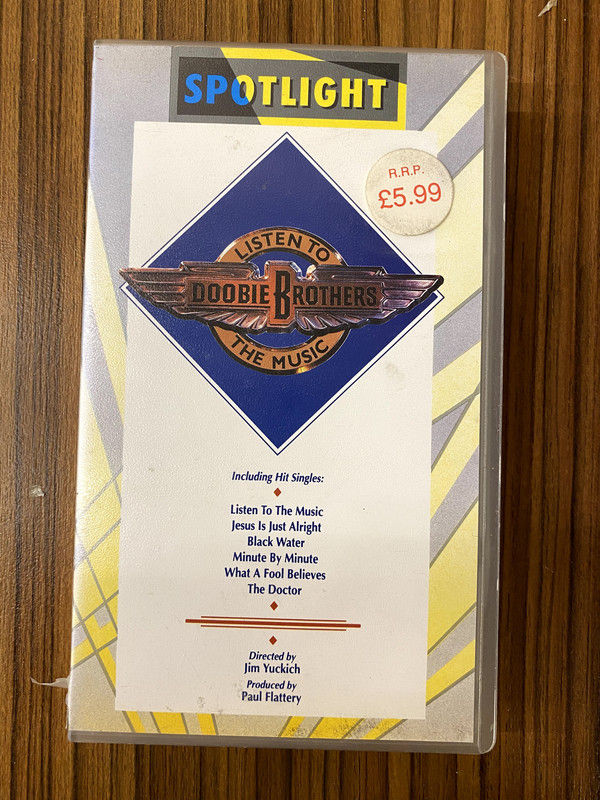 SPOTLIGHT
R.R.P.
£5.99
LISTEN TO
DOOBIE BROTHERS
THE MUSIC
Including Hit Singles:
Listen To The Music
Jesus Is Just Alright
Black Water
Minute By Minute
What A Fool Believes
The Doctor
Directed by
Jim Yuckich
Produced by
Paul Flattery